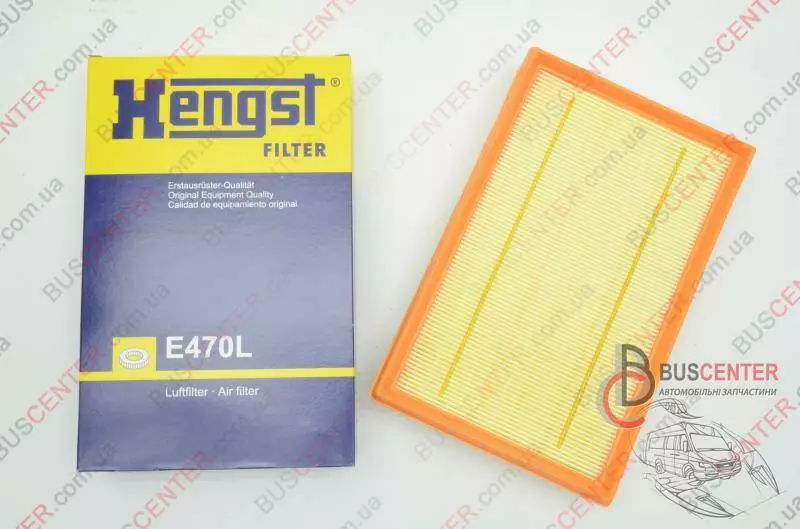 Hengst®
FILTER
Erstausrüster-Qualität
Original Equipment Quality
Calidad de equipamiento original
E470L
Luftfilter · Air filter
BUSCENTER
АВТОМОБІЛЬНІ ЗАПЧАСТИНИ
BUSCENTER.com.ua